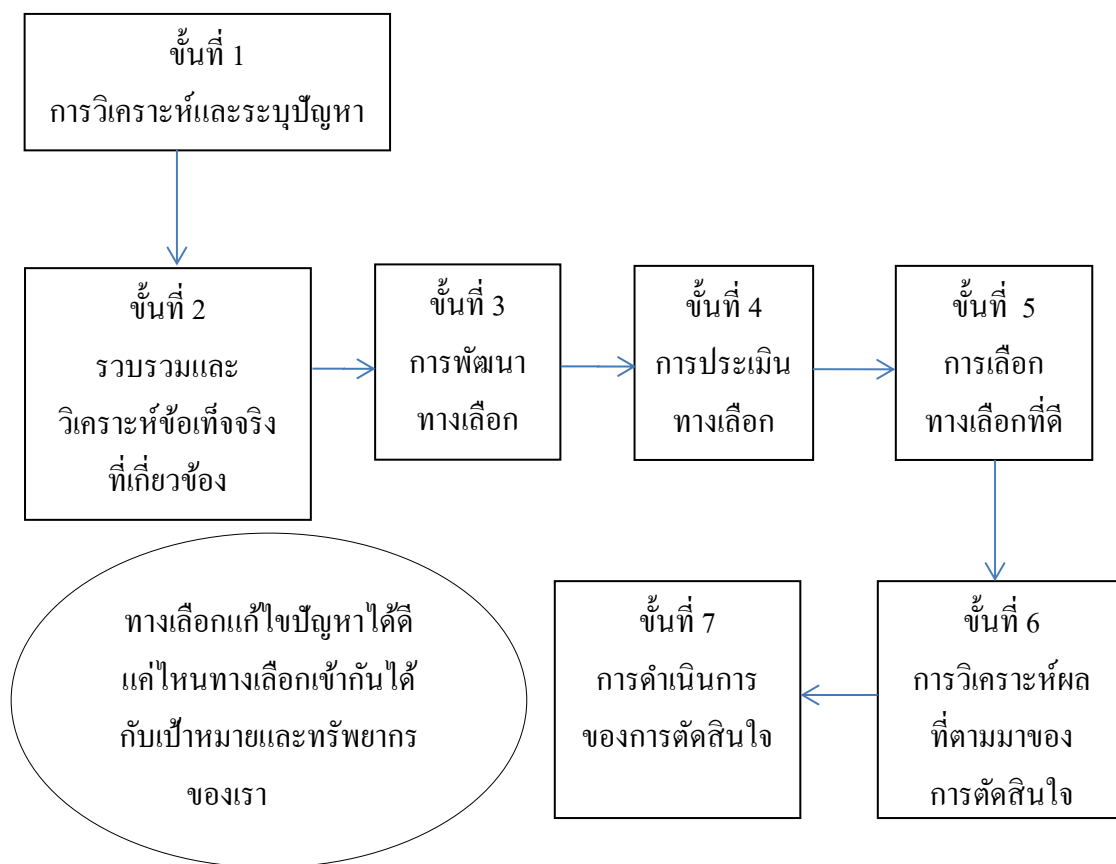 ขั้นที่ 1
การวิเคราะห์และระบุปัญหา
ขั้นที่ 2
รวบรวมและ
วิเคราะห์ข้อเท็จจริง
ที่เกี่ยวข้อง
ขั้นที่ 3
การพัฒนา
ทางเลือก
ขั้นที่ 4
การประเมิน
ทางเลือก
ขั้นที่ 5
การเลือก
ทางเลือกที่ดี
ทางเลือกแก้ไขปัญหาได้ดี
แค่ไหนทางเลือกเข้ากันได้
กับเป้าหมายและทรัพยากร
ของเรา
ขั้นที่ 7
การดำเนินการ
ของการตัดสินใจ
ขั้นที่ 6
การวิเคราะห์ผล
ที่ตามมาของ
การตัดสินใจ